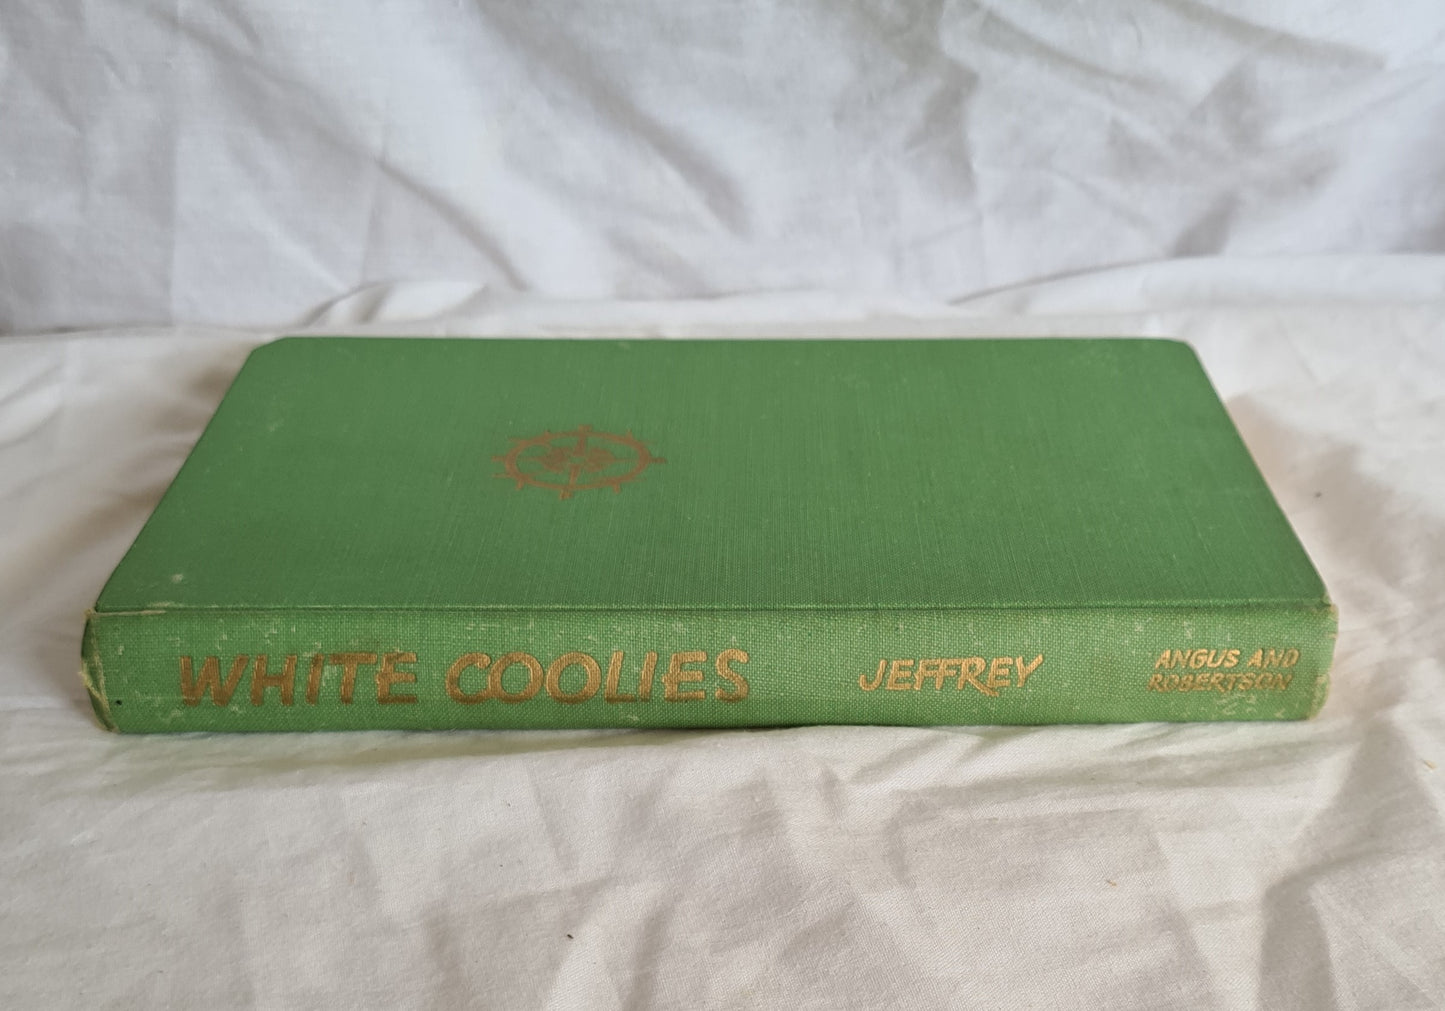 WHITE COOLIES
JEFFREY
ANGUS AND
ROBERTSON